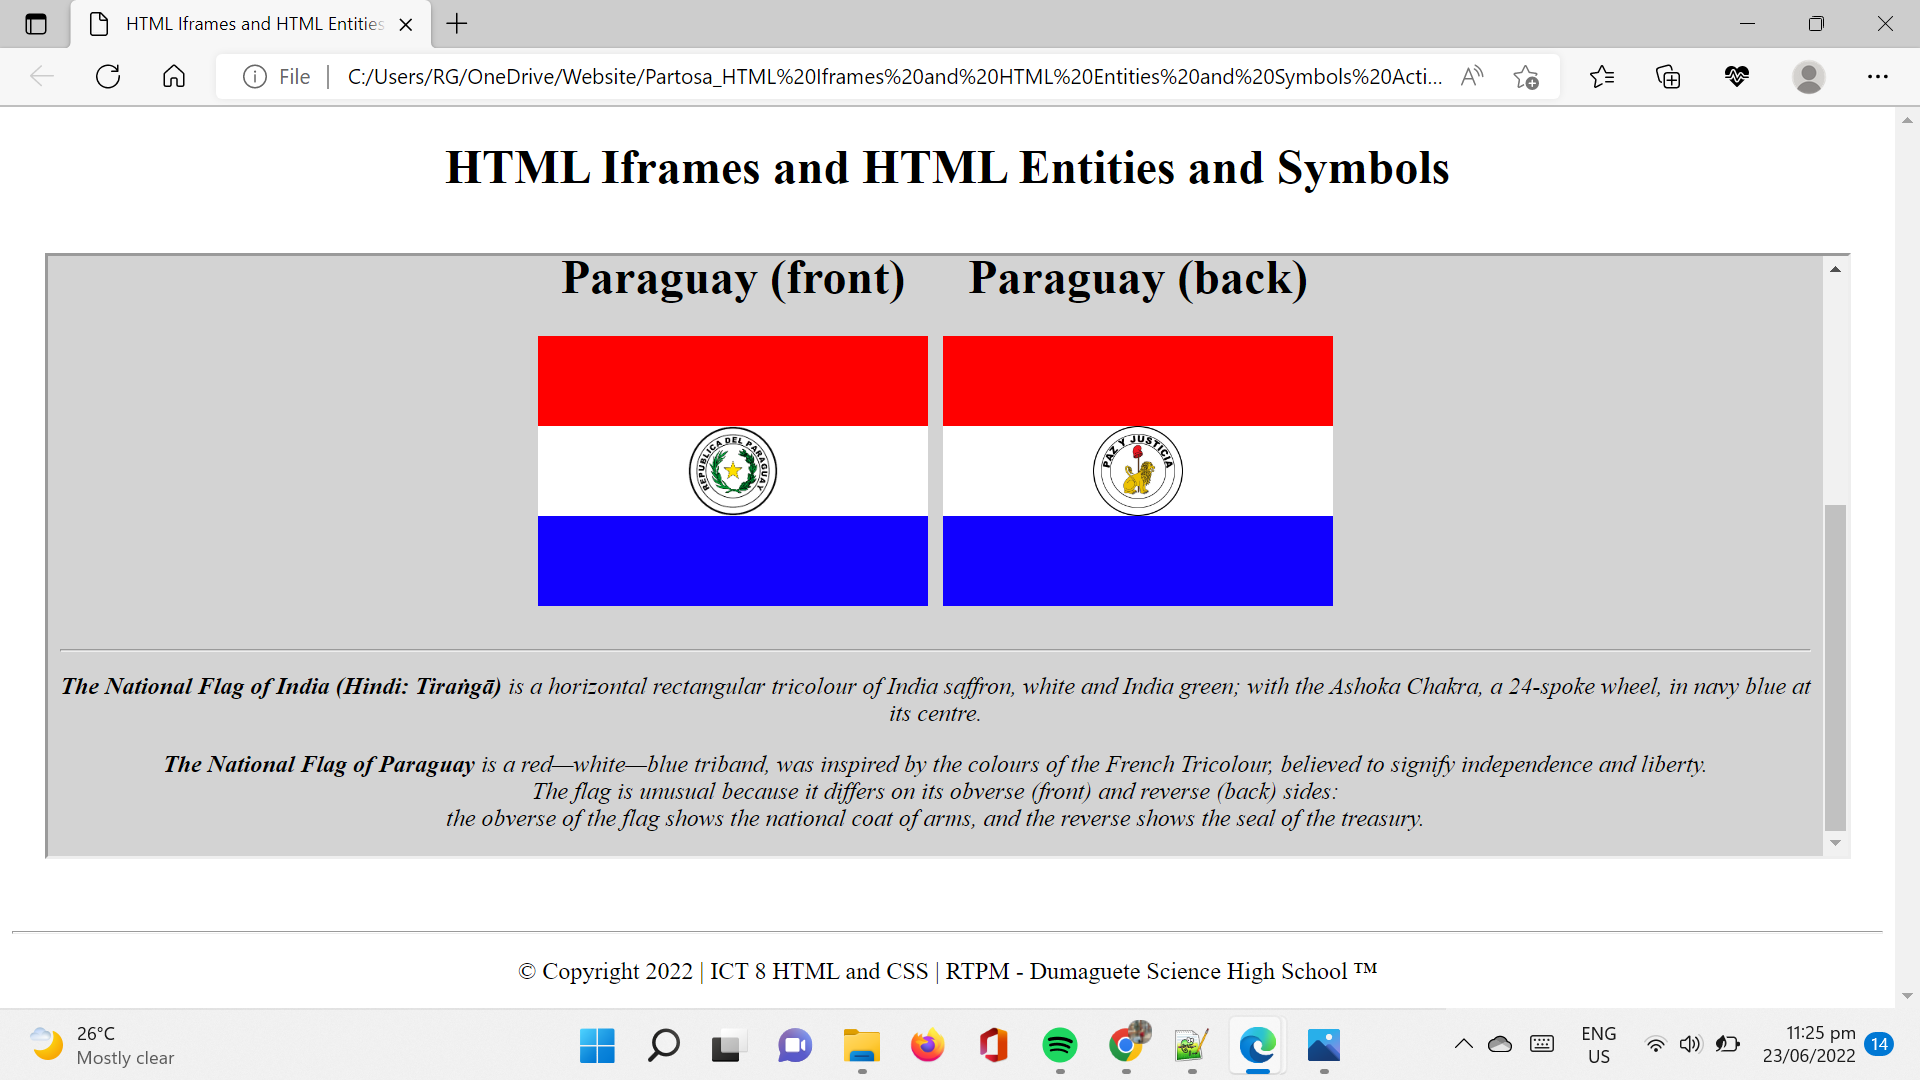 HTML Iframes and HTML Entities
File
C:/Users/RG/OneDrive/Website/Partosa_HTML%20Iframes%20and%20HTML%20Entities%20and%20Symbols%20Acti...
HTML Iframes and HTML Entities and Symbols
Paraguay (front) Paraguay (back)
REPUBLICA DEL PARAGUAY
PAZ Y JUSTICIA
The National Flag of India (Hindi: Tiraṅgā) is a horizontal rectangular tricolour of India saffron, white and India green; with the Ashoka Chakra, a 24-spoke wheel, in navy blue at
its centre.
The National Flag of Paraguay is a red—white—blue triband, was inspired by the colours of the French Tricolour, believed to signify independence and liberty.
The flag is unusual because it differs on its obverse (front) and reverse (back) sides:
the obverse of the flag shows the national coat of arms, and the reverse shows the seal of the treasury.
© Copyright 2022 | ICT 8 HTML and CSS | RTPM - Dumaguete Science High School ™
26°C
Mostly clear
ENG
US
11:25 pm
23/06/2022
14